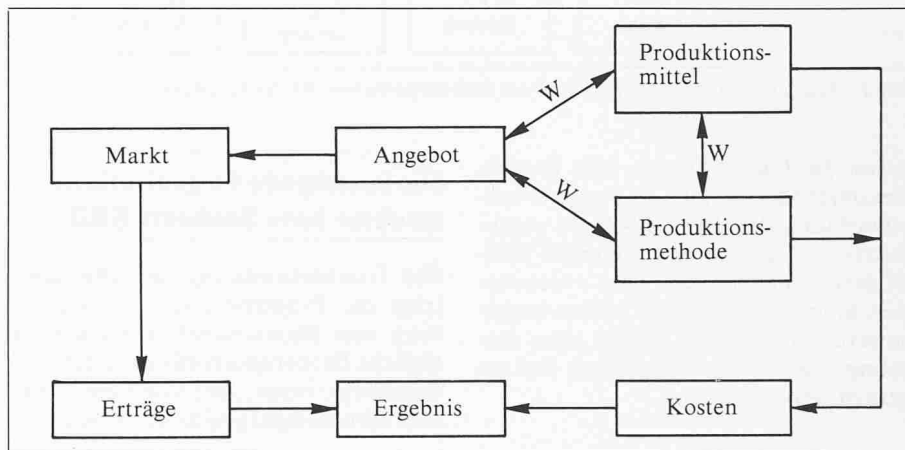 Produktions-
mittel
W
Markt
Angebot
W
W
Produktions-
methode
Erträge
Ergebnis
Kosten